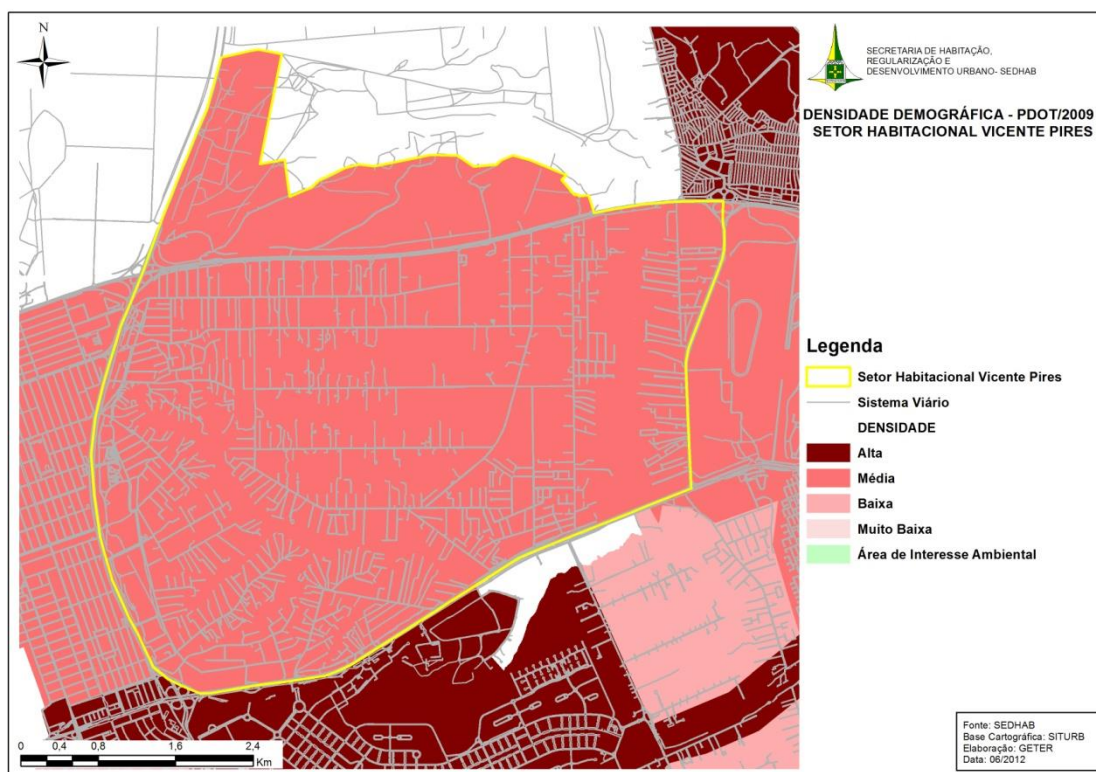 N
SECRETARIA DE HABITAÇÃO,
REGULARIZAÇÃO E
DESENVOLVIMENTO URBANO- SEDHAB
DENSIDADE DEMOGRÁFICA - PDOT/2009
SETOR HABITACIONAL VICENTE PIRES
Legenda
Setor Habitacional Vicente Pires
Sistema Viário
DENSIDADE
Alta
Média
Baixa
Muito Baixa
Área de Interesse Ambiental
0 0,4 0,8 1,6 2,4
Km
Fonte: SEDHAB
Base Cartográfica: SITURB
Elaboração: GETER
Data: 06/2012